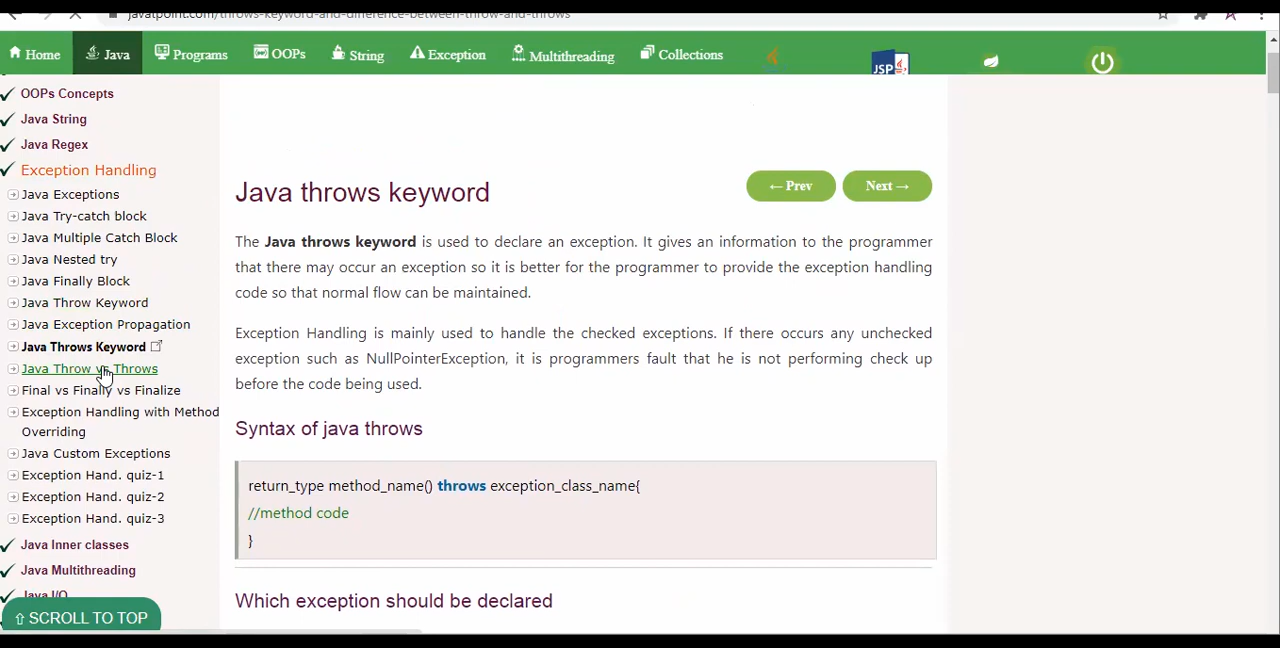 javatpoint.com/throws-keyword-and-difference-between-throw-and-throws
Home
Java
Programs
OOPs
String
Exception
Multithreading
Collections
JSP
OOPs Concepts
Java String
Java Regex
Exception Handling
Java Exceptions
Java Try-catch block
Java Multiple Catch Block
Java Nested try
Java Finally Block
Java Throw Keyword
Java Exception Propagation
Java Throws Keyword
Java Throw vs Throws
Final vs Finally vs Finalize
Exception Handling with Method
Overriding
Java Custom Exceptions
Exception Hand. quiz-1
Exception Hand. quiz-2
Exception Hand. quiz-3
Java Inner classes
Java Multithreading
Java I/O
⇧ SCROLL TO TOP
Java throws keyword
← Prev
Next →
The Java throws keyword is used to declare an exception. It gives an information to the programmer
that there may occur an exception so it is better for the programmer to provide the exception handling
code so that normal flow can be maintained.
Exception Handling is mainly used to handle the checked exceptions. If there occurs any unchecked
exception such as NullPointerException, it is programmers fault that he is not performing check up
before the code being used.
Syntax of java throws
return_type method_name() throws exception_class_name{
//method code
}
Which exception should be declared